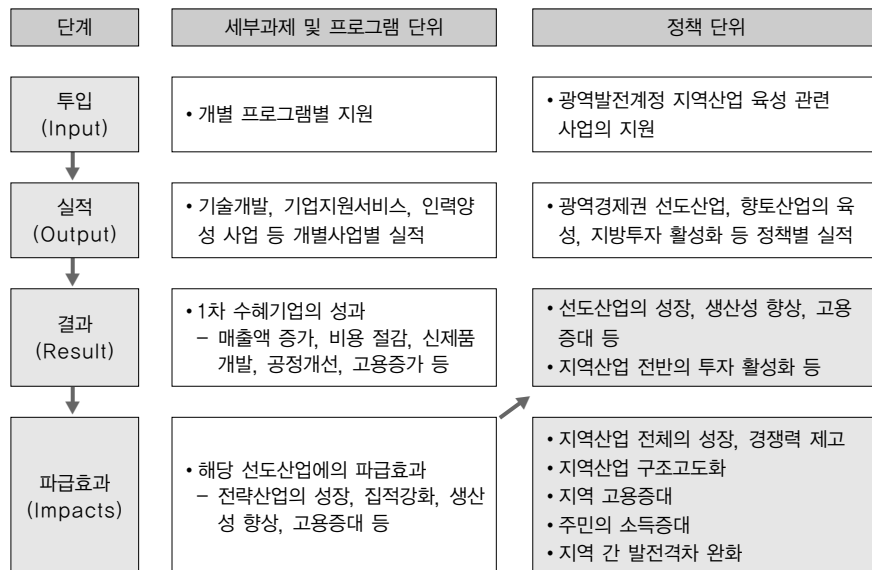 단계
세부과제 및 프로그램 단위
정책 단위
투입
(Input)
• 개별 프로그램별 지원
• 광역발전계정 지역산업 육성 관련
사업의 지원
실적
(Output)
• 기술개발, 기업지원서비스, 인력양
성 사업 등 개별사업별 실적
• 광역경제권 선도산업, 향토산업의 육
성, 지방투자 활성화 등 정책별 실적
결과
(Result)
• 1차 수혜기업의 성과
– 매출액 증가, 비용 절감, 신제품
개발, 공정개선, 고용증가 등
• 선도산업의 성장, 생산성 향상, 고용
증대 등
• 지역산업 전반의 투자 활성화 등
파급효과
(Impacts)
• 해당 선도산업에의 파급효과
– 전략산업의 성장, 집적강화, 생산
성 향상, 고용증대 등
• 지역산업 전체의 성장, 경쟁력 제고
• 지역산업 구조고도화
• 지역 고용증대
• 주민의 소득증대
• 지역 간 발전격차 완화